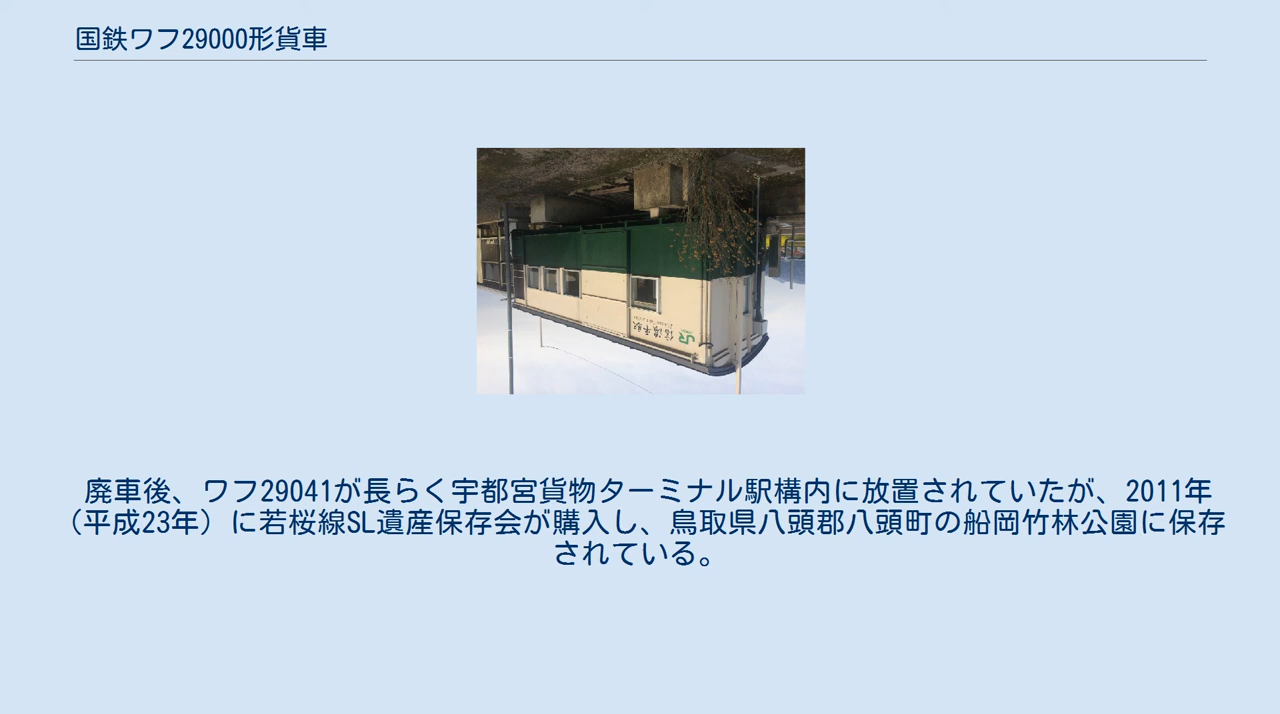 国鉄ワフ29000形貨車
JR
信濃平駅
廃車後、ワフ29041が長らく宇都宮貨物ターミナル駅構内に放置されていたが、2011年
(平成23年）に若桜線SL遺産保存会が購入し、鳥取県八頭郡八頭町の船岡竹林公園に保存
されている。